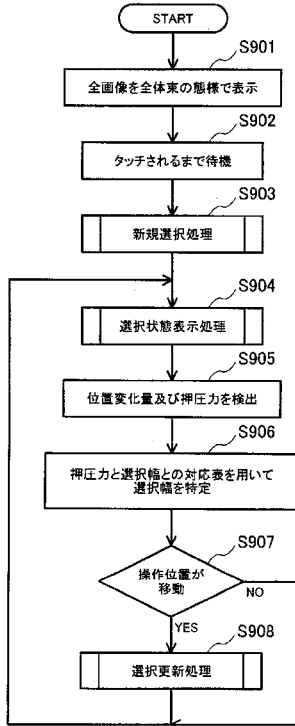 START
S901
全画像を全体束の態様で表示
S902
タッチされるまで待機
S903
新規選択処理
S904
選択状態表示処理
S905
位置変化量及び押圧力を検出
S906
押圧力と選択幅との対応表を用いて
選択幅を特定
S907
操作位置が
移動
NO
YES
S908
選択更新処理